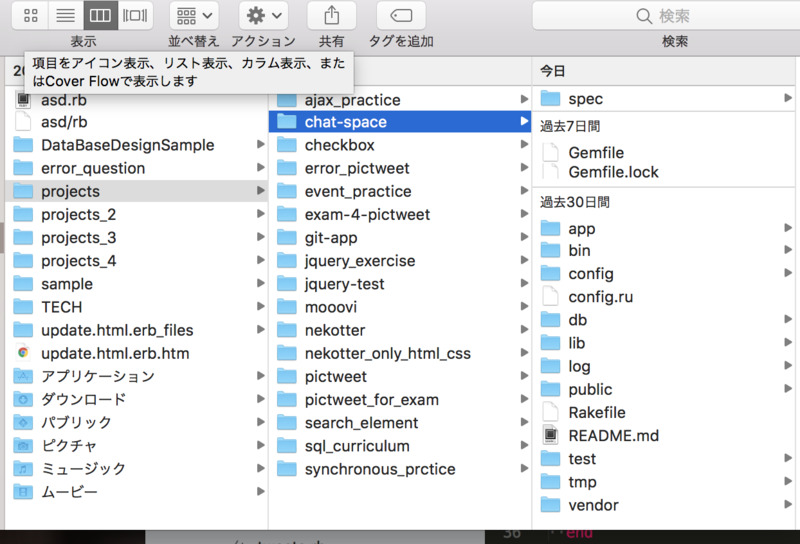 表示
並べ替え
アクション
共有
タグを追加
検索
検索
項目をアイコン表示、リスト表示、カラム表示、また
はCover Flowで表示します
asd.rb
asd/rb
DataBaseDesignSample
error_question
projects
projects_2
projects_3
projects_4
sample
TECH
update.html.erb_files
update.html.erb.htm
アプリケーション
ダウンロード
パブリック
ピクチャ
ミュージック
ムービー
ajax_practice
chat-space
checkbox
error_pictweet
event_practice
exam-4-pictweet
git-app
jquery_exercise
jquery-test
mooovi
nekotter
nekotter_only_html_css
pictweet
pictweet_for_exam
search_element
sql_curriculum
synchronous_prctice
今日
spec
過去7日間
Gemfile
Gemfile.lock
過去30日間
app
bin
config
config.ru
db
lib
log
public
Rakefile
README.md
test
tmp
vendor
36
end